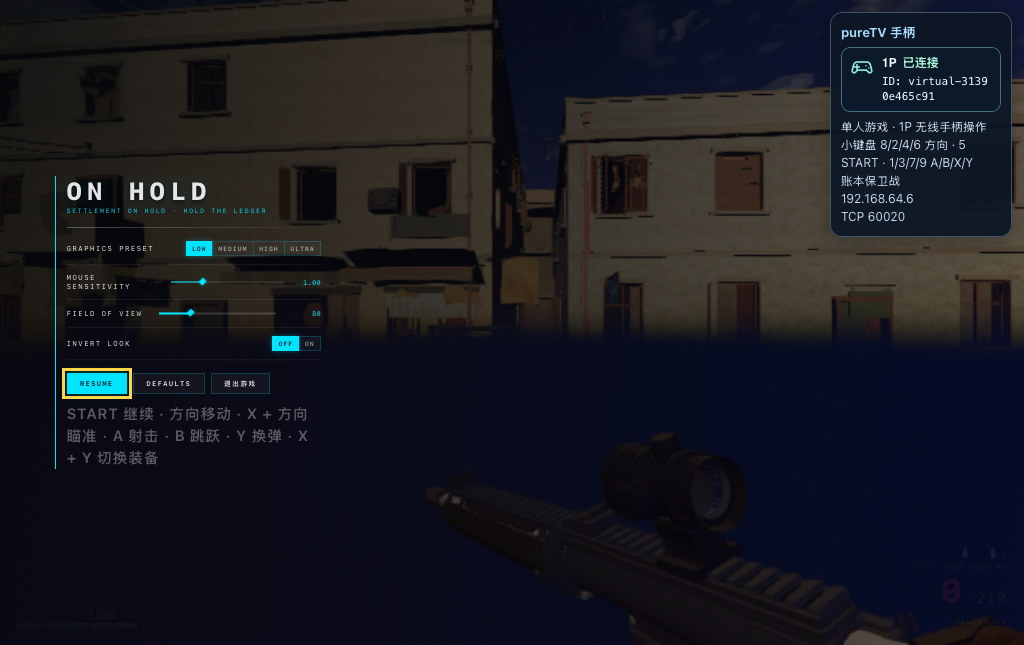 pureTV 手柄
1P 已连接
ID: virtual-3139
0e465c91
单人游戏 · 1P 无线手柄操作
小键盘 8/2/4/6 方向 · 5
START · 1/3/7/9 A/B/X/Y
账本保卫战
192.168.64.6
TCP 60020
ON HOLD
SETTLEMENT ON HOLD · HOLD THE LEDGER
GRAPHICS PRESET LOW MEDIUM HIGH ULTRA
MOUSE
SENSITIVITY 1.00
FIELD OF VIEW 80
INVERT LOOK OFF ON
RESUME DEFAULTS 退出游戏
START 继续 · 方向移动 · X + 方向
瞄准 · A 射击 · B 跳跃 · Y 换弹 · X
+ Y 切换装备
0 210
100